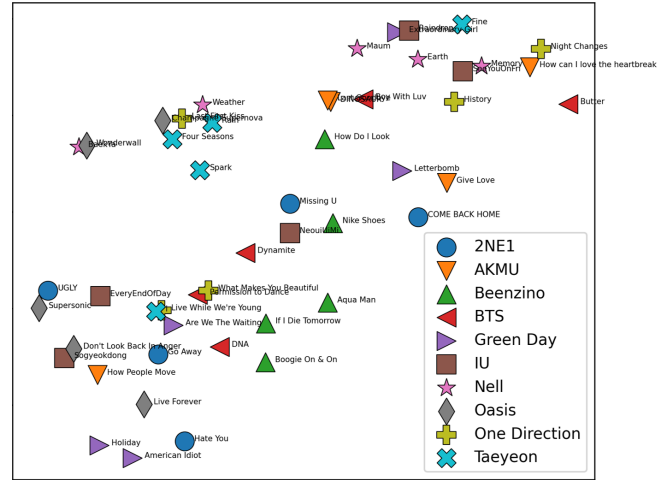 Fine
Extraordinary Girl
Night Changes
Maum
Earth
Memory
How can I love the heartbreak
Boy With Luv
History
Butter
Weather
Four Seasons
Wonderwall
How Do I Look
Spark
Letterbomb
Give Love
Missing U
COME BACK HOME
Nike Shoes
Dynamite
2NE1
UGLY
What Makes You Beautiful
AKMU
EveryEndOfDay
Permission to Dance
Supersonic
Live While We're Young
Aqua Man
Beenzino
Are We The Waiting
If I Die Tomorrow
BTS
Don't Look Back In Anger
DNA
Green Day
Sogyeokdong
Go Away
Boogie On & On
IU
How People Move
Nell
Live Forever
Oasis
Holiday
Hate You
One Direction
American Idiot
Taeyeon